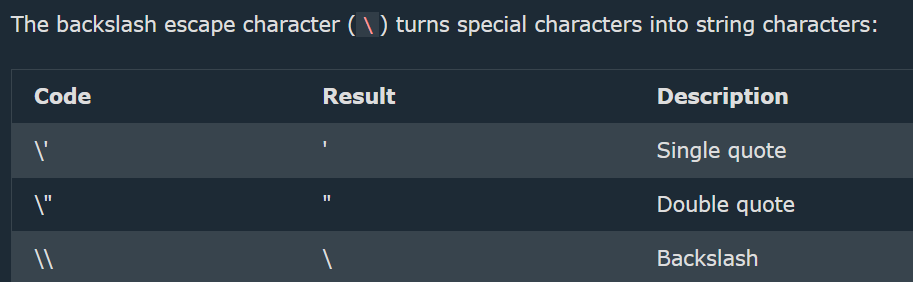 The backslash escape character (\) turns special characters into string characters:
Code Result Description
\' ' Single quote
\" " Double quote
\\ \ Backslash